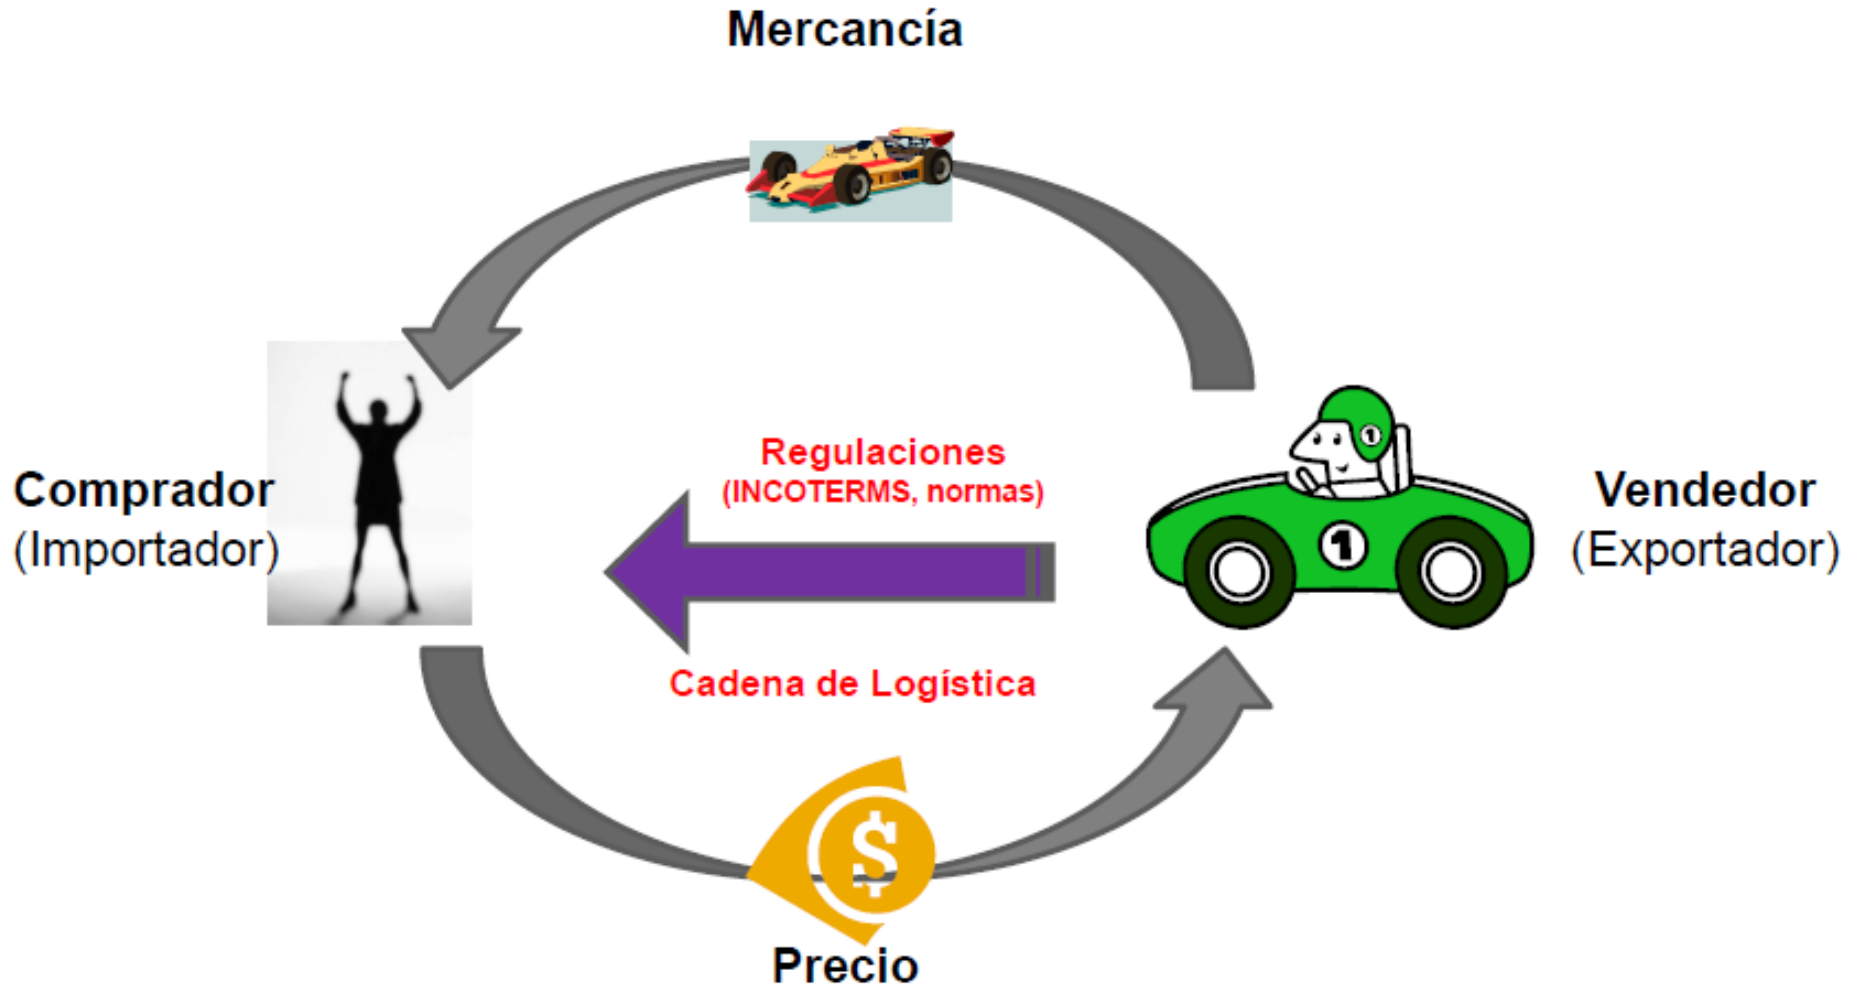 Mercancía
Regulaciones
(INCOTERMS, normas)
Comprador
(Importador)
1
1
Vendedor
(Exportador)
Cadena de Logística
$
Precio